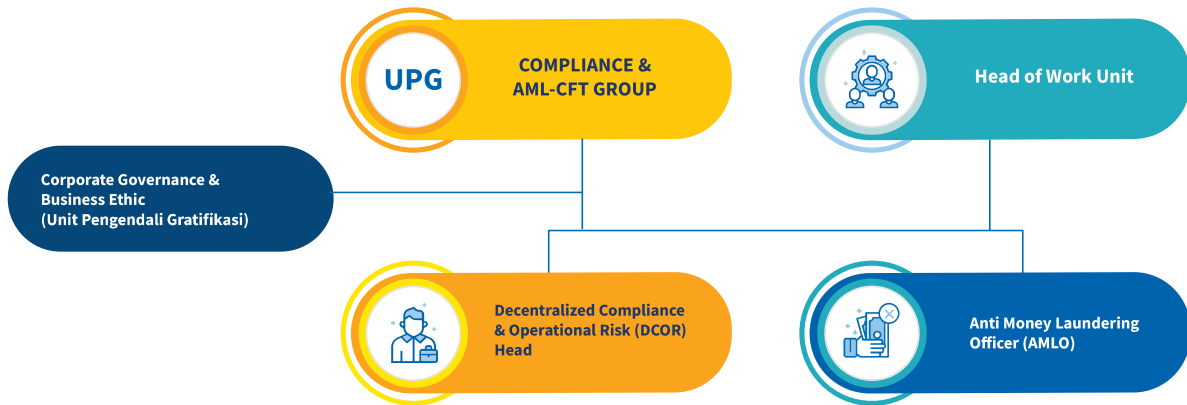 UPG
COMPLIANCE &
AML-CFT GROUP
Head of Work Unit
Corporate Governance &
Business Ethic
(Unit Pengendali Gratifikasi)
Decentralized Compliance
& Operational Risk (DCOR)
Head
Anti Money Laundering
Officer (AMLO)